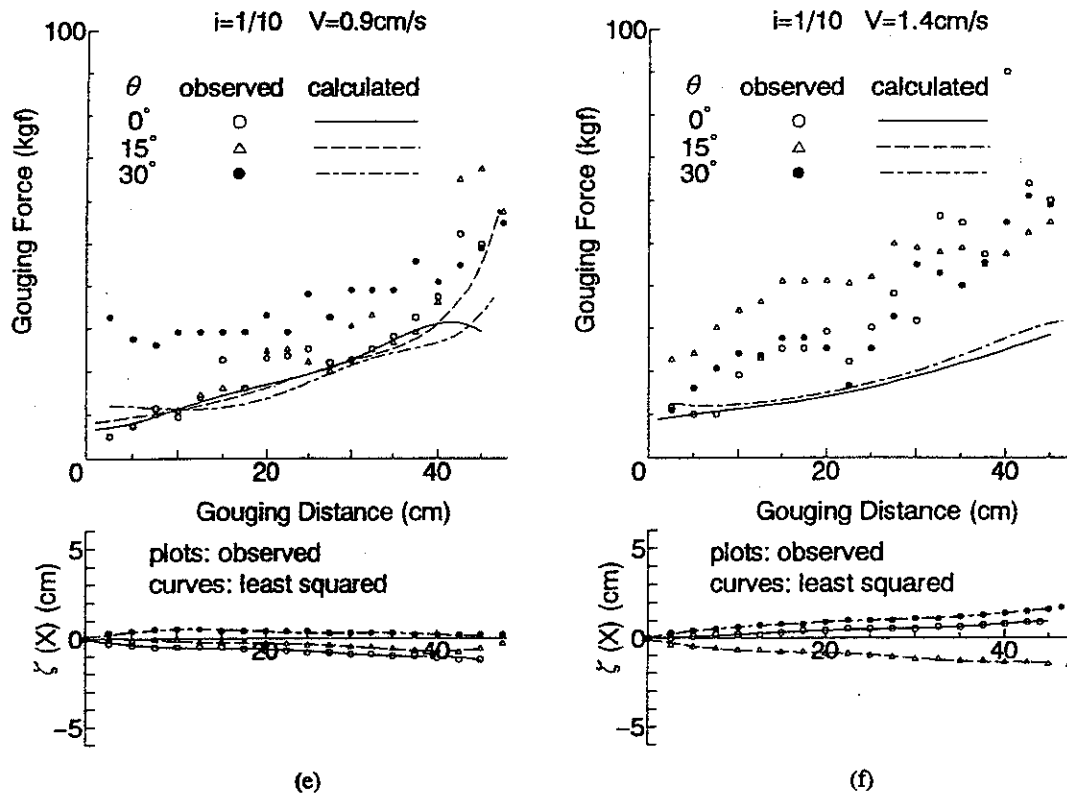 i=1/10 V=0.9cm/s
100
Gouging Force (kgf)
θ observed calculated
0°
15°
30°
0 20 40
Gouging Distance (cm)
plots: observed
curves: least squared
ζ (X) (cm)
5
0
20 40
−5
(e)
i=1/10 V=1.4cm/s
100
Gouging Force (kgf)
θ observed calculated
0°
15°
30°
0 20 40
Gouging Distance (cm)
plots: observed
curves: least squared
ζ (X) (cm)
5
0
20 40
−5
(f)